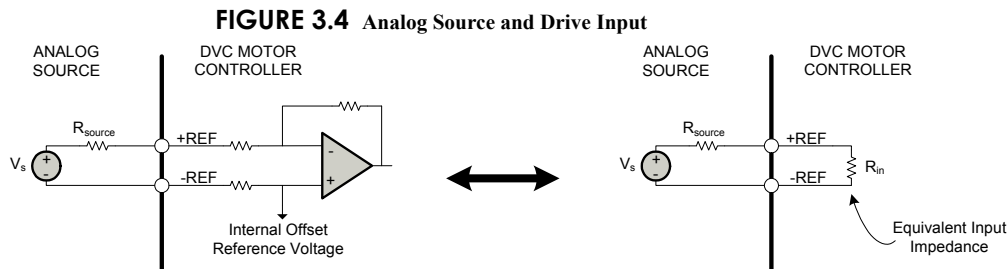 FIGURE 3.4 Analog Source and Drive Input
ANALOG
SOURCE
DVC MOTOR
CONTROLLER
Rsource
+REF
-
Vs
+
-
-REF
+
Internal Offset
Reference Voltage
ANALOG
SOURCE
DVC MOTOR
CONTROLLER
Rsource
+REF
Vs
+
-
Rin
-REF
Equivalent Input
Impedance